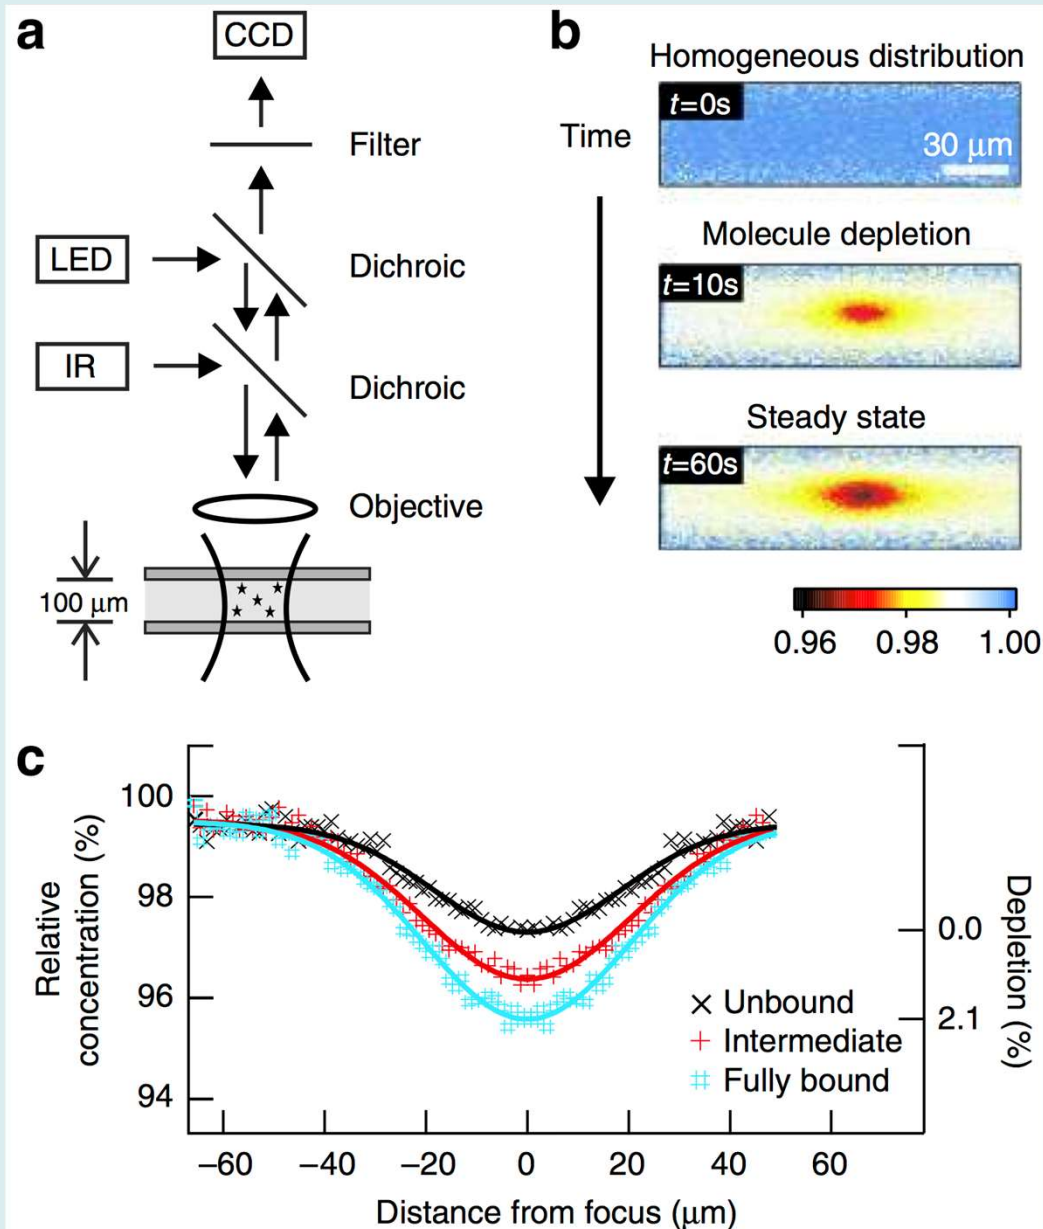 a
CCD
Filter
LED
Dichroic
IR
Dichroic
Objective
100 μm
b
Homogeneous distribution
Time
t=0s
30 μm
Molecule depletion
t=10s
Steady state
t=60s
0.96 0.98 1.00
c
Relative
concentration (%)
100
98
96
94
Depletion (%)
0.0
2.1
Unbound
Intermediate
Fully bound
−60 −40 −20 0 20 40 60
Distance from focus (μm)